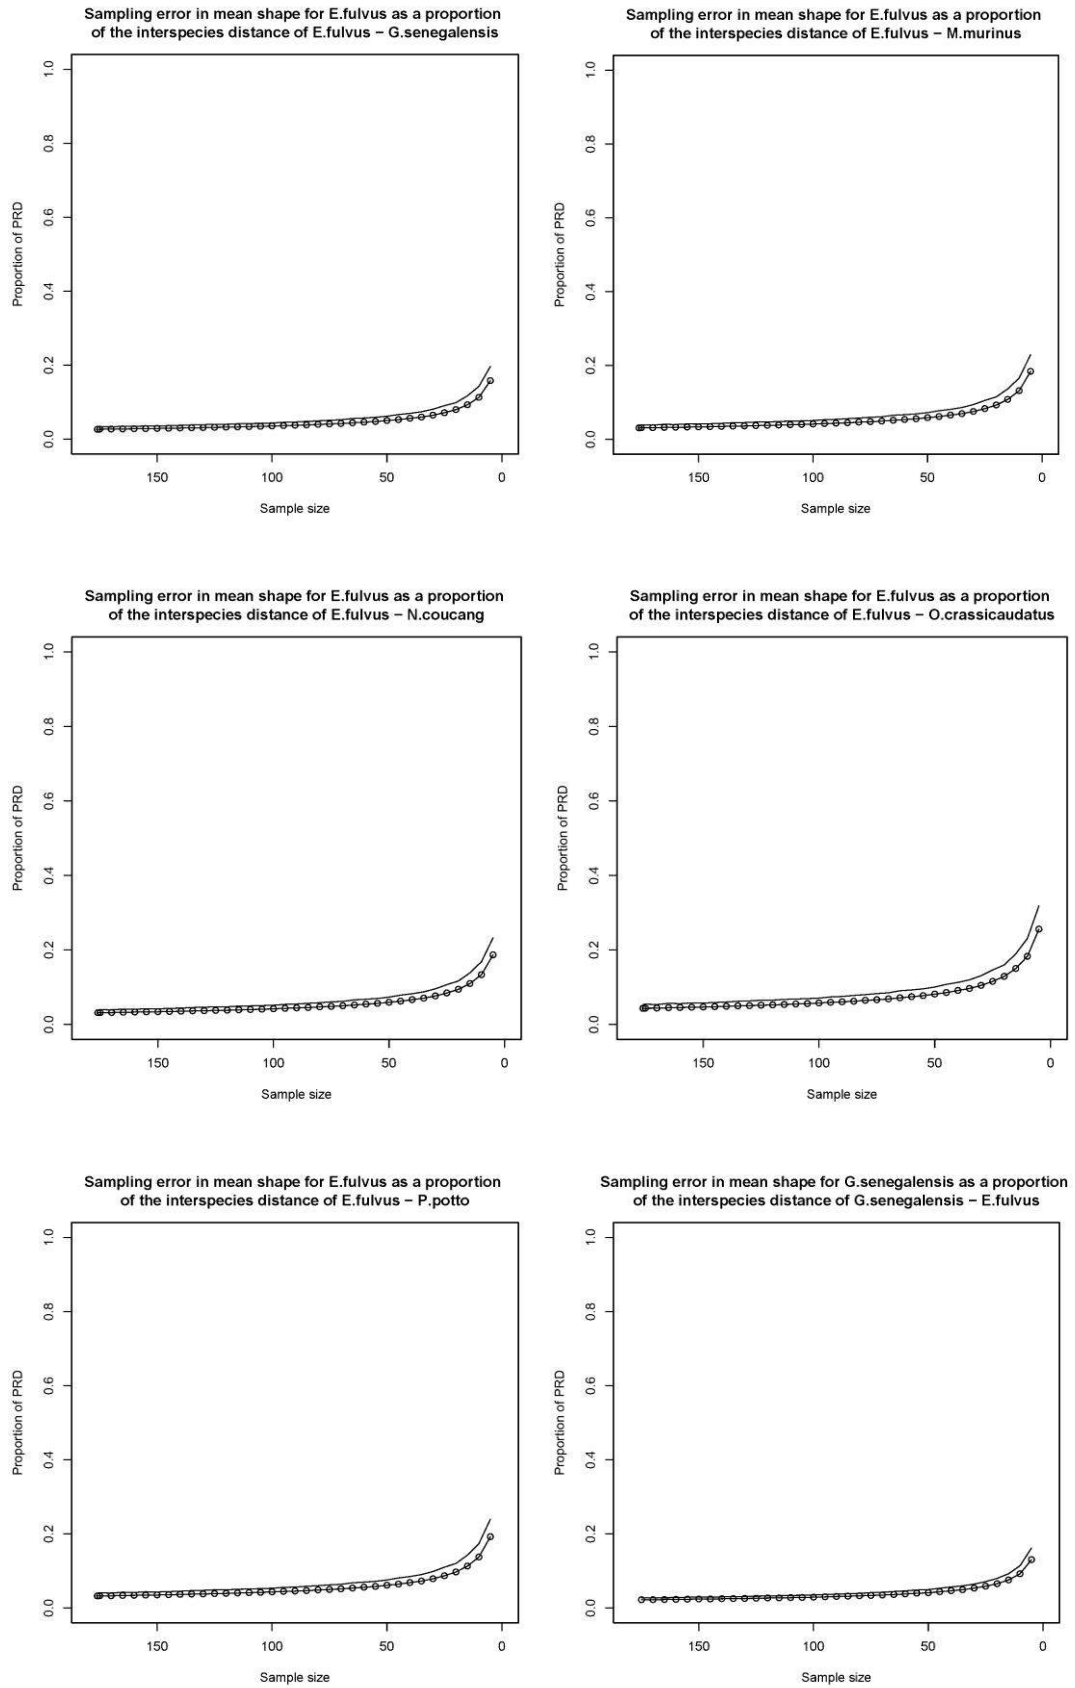 Sampling error in mean shape for E.fulvus as a proportion
of the interspecies distance of E.fulvus − G.senegalensis
1.0
0.8
0.6
0.4
0.2
0.0
Proportion of PRD
150
100
50
0
Sample size
Sampling error in mean shape for E.fulvus as a proportion
of the interspecies distance of E.fulvus − M.murinus
1.0
0.8
0.6
0.4
0.2
0.0
Proportion of PRD
150
100
50
0
Sample size
Sampling error in mean shape for E.fulvus as a proportion
of the interspecies distance of E.fulvus − N.coucang
1.0
0.8
0.6
0.4
0.2
0.0
Proportion of PRD
150
100
50
0
Sample size
Sampling error in mean shape for E.fulvus as a proportion
of the interspecies distance of E.fulvus − O.crassicaudatus
1.0
0.8
0.6
0.4
0.2
0.0
Proportion of PRD
150
100
50
0
Sample size
Sampling error in mean shape for E.fulvus as a proportion
of the interspecies distance of E.fulvus − P.potto
1.0
0.8
0.6
0.4
0.2
0.0
Proportion of PRD
150
100
50
0
Sample size
Sampling error in mean shape for G.senegalensis as a proportion
of the interspecies distance of G.senegalensis − E.fulvus
1.0
0.8
0.6
0.4
0.2
0.0
Proportion of PRD
150
100
50
0
Sample size